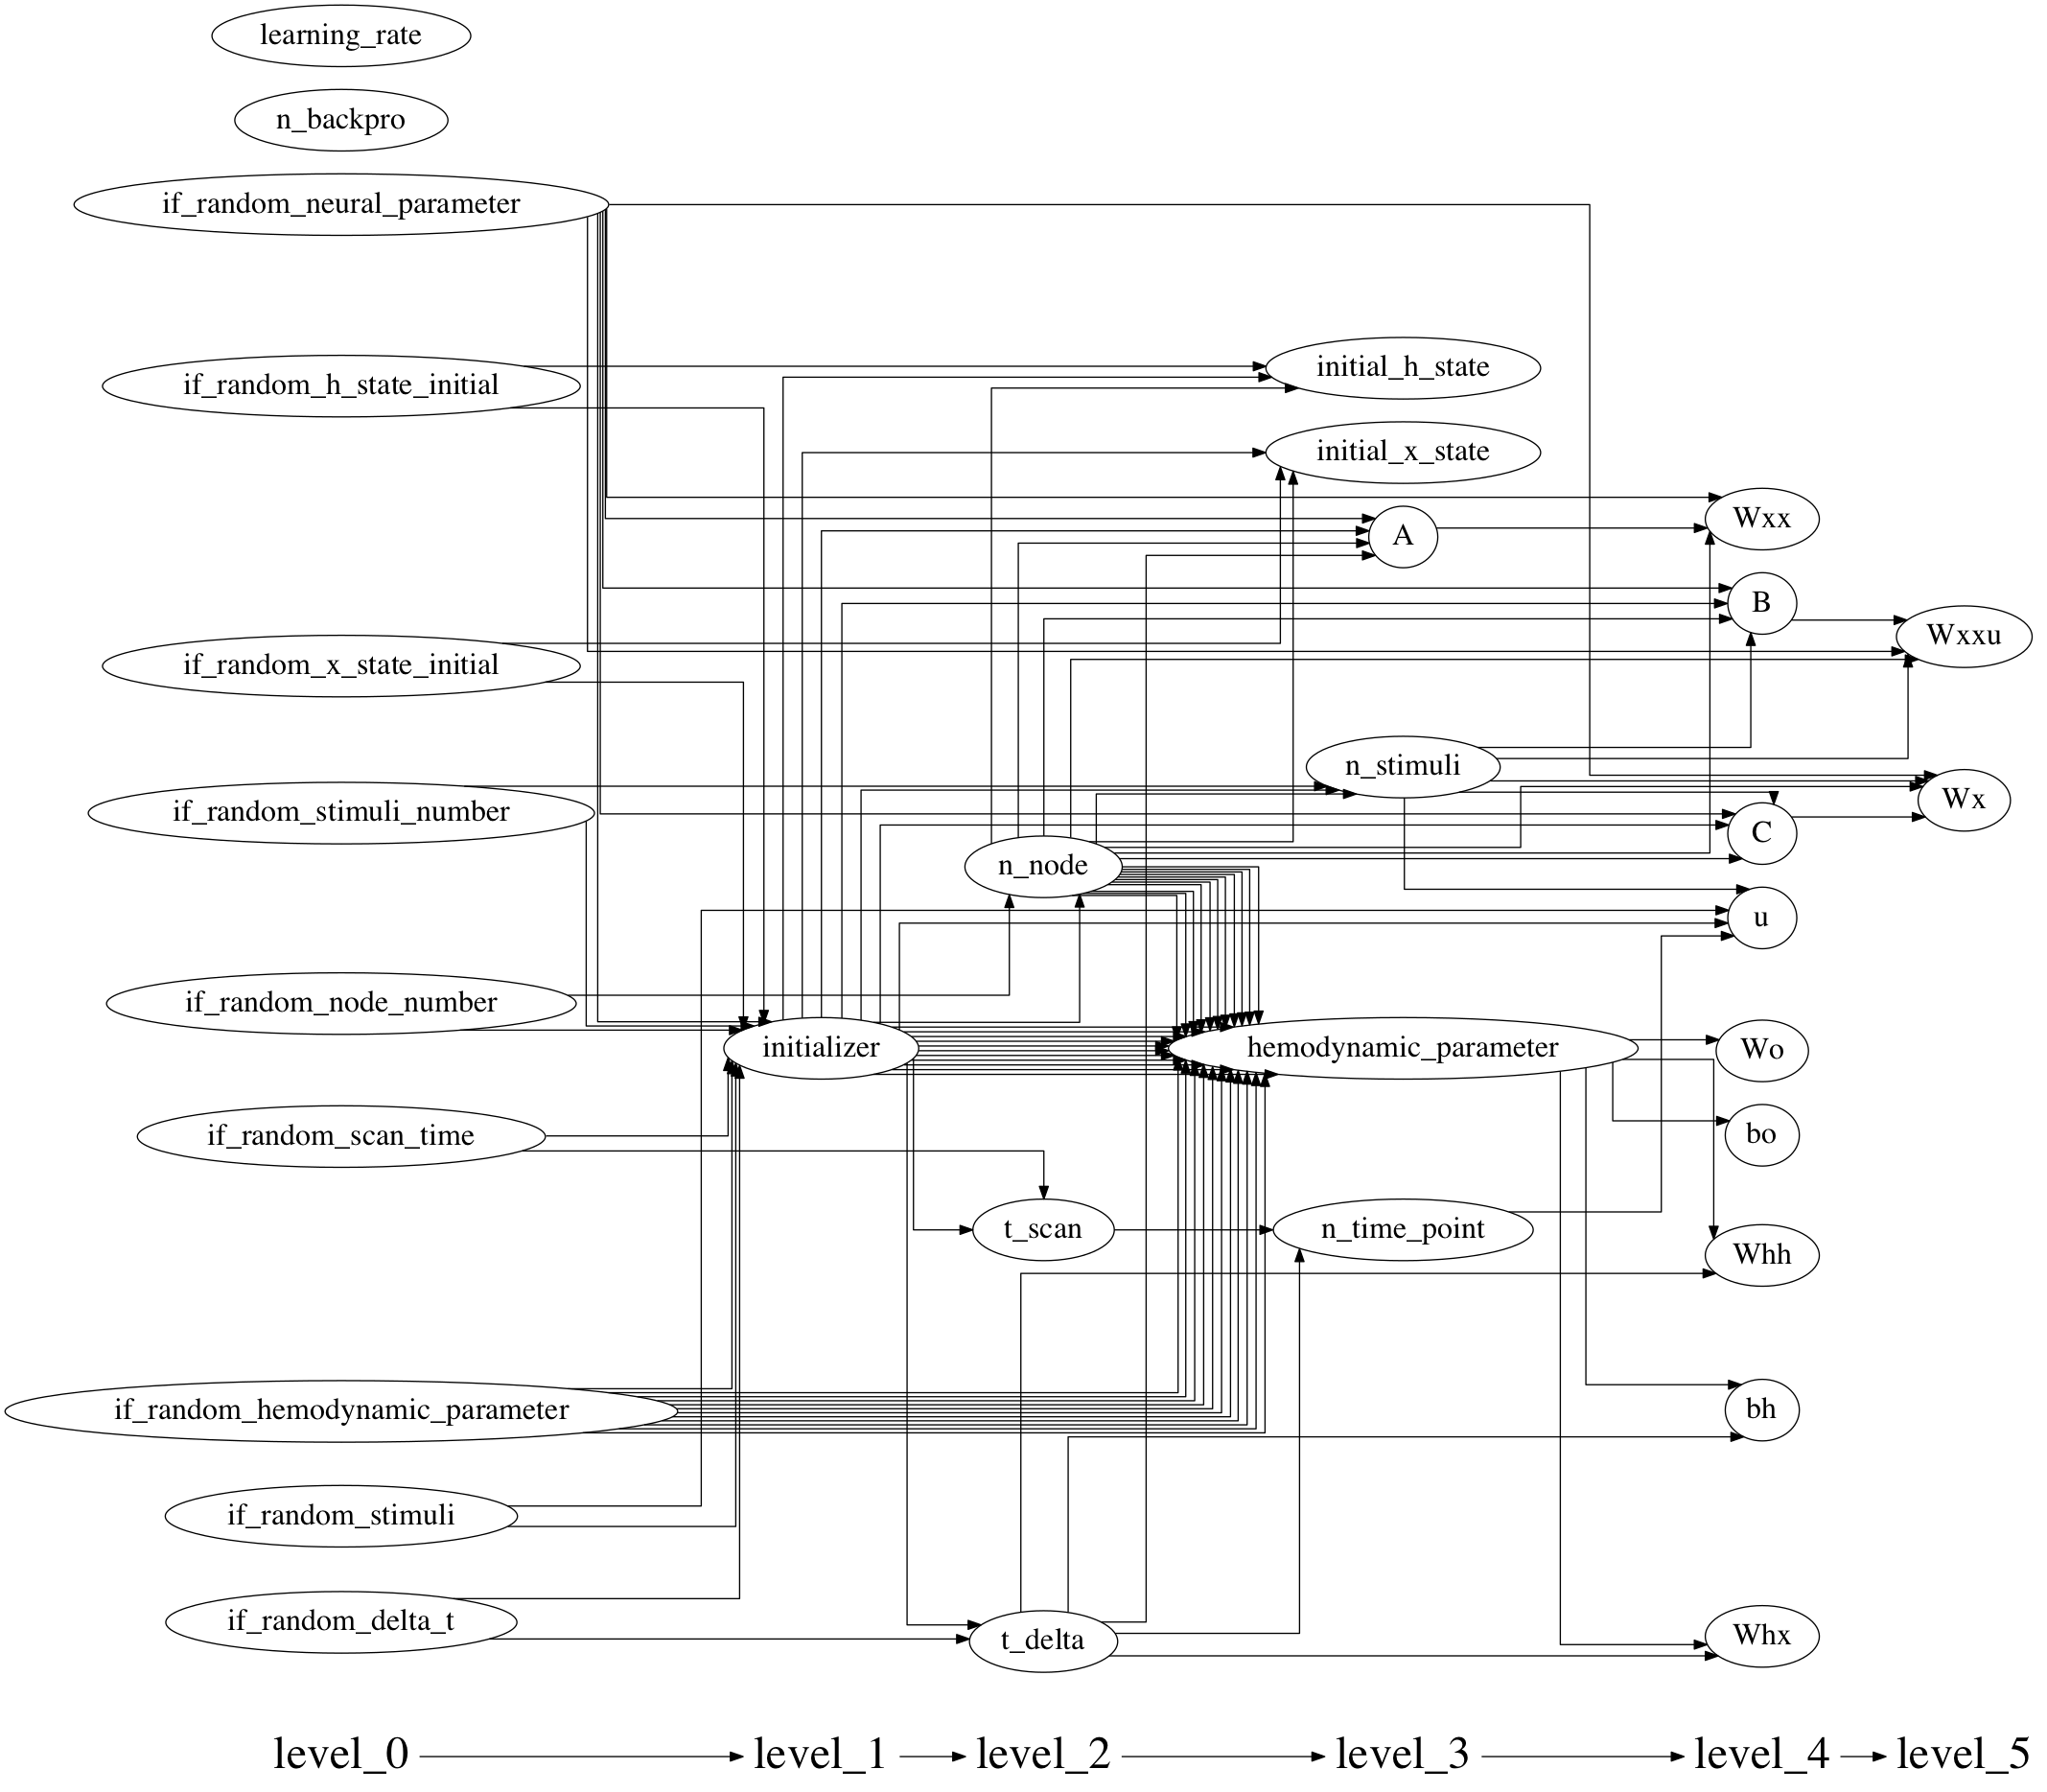 learning_rate
n_backpro
if_random_neural_parameter
if_random_h_state_initial
if_random_x_state_initial
if_random_stimuli_number
if_random_node_number
if_random_scan_time
if_random_hemodynamic_parameter
if_random_stimuli
if_random_delta_t
initializer
n_node
t_scan
t_delta
initial_h_state
initial_x_state
A
n_stimuli
hemodynamic_parameter
n_time_point
Wxx
B
C
u
Wo
bo
Whh
bh
Whx
Wxxu
Wx
level_0 level_1 level_2 level_3 level_4 level_5